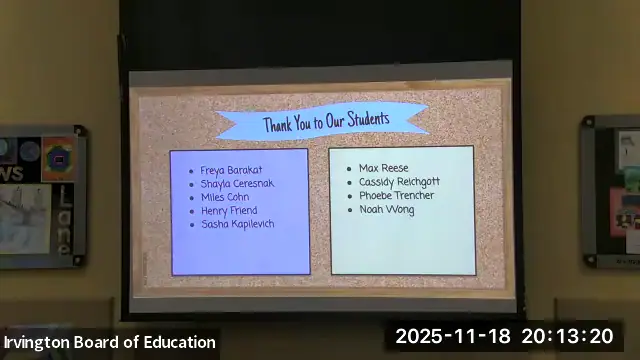 Thank You to Our Students
Freya Barakat
Shayla Ceresnak
Miles Cohn
Henry Friend
Sasha Kapilevich
Max Reese
Cassidy Reichgott
Phoebe Trencher
Noah Wong
WS
Irvington Board of Education
2025-11-18 20:13:20